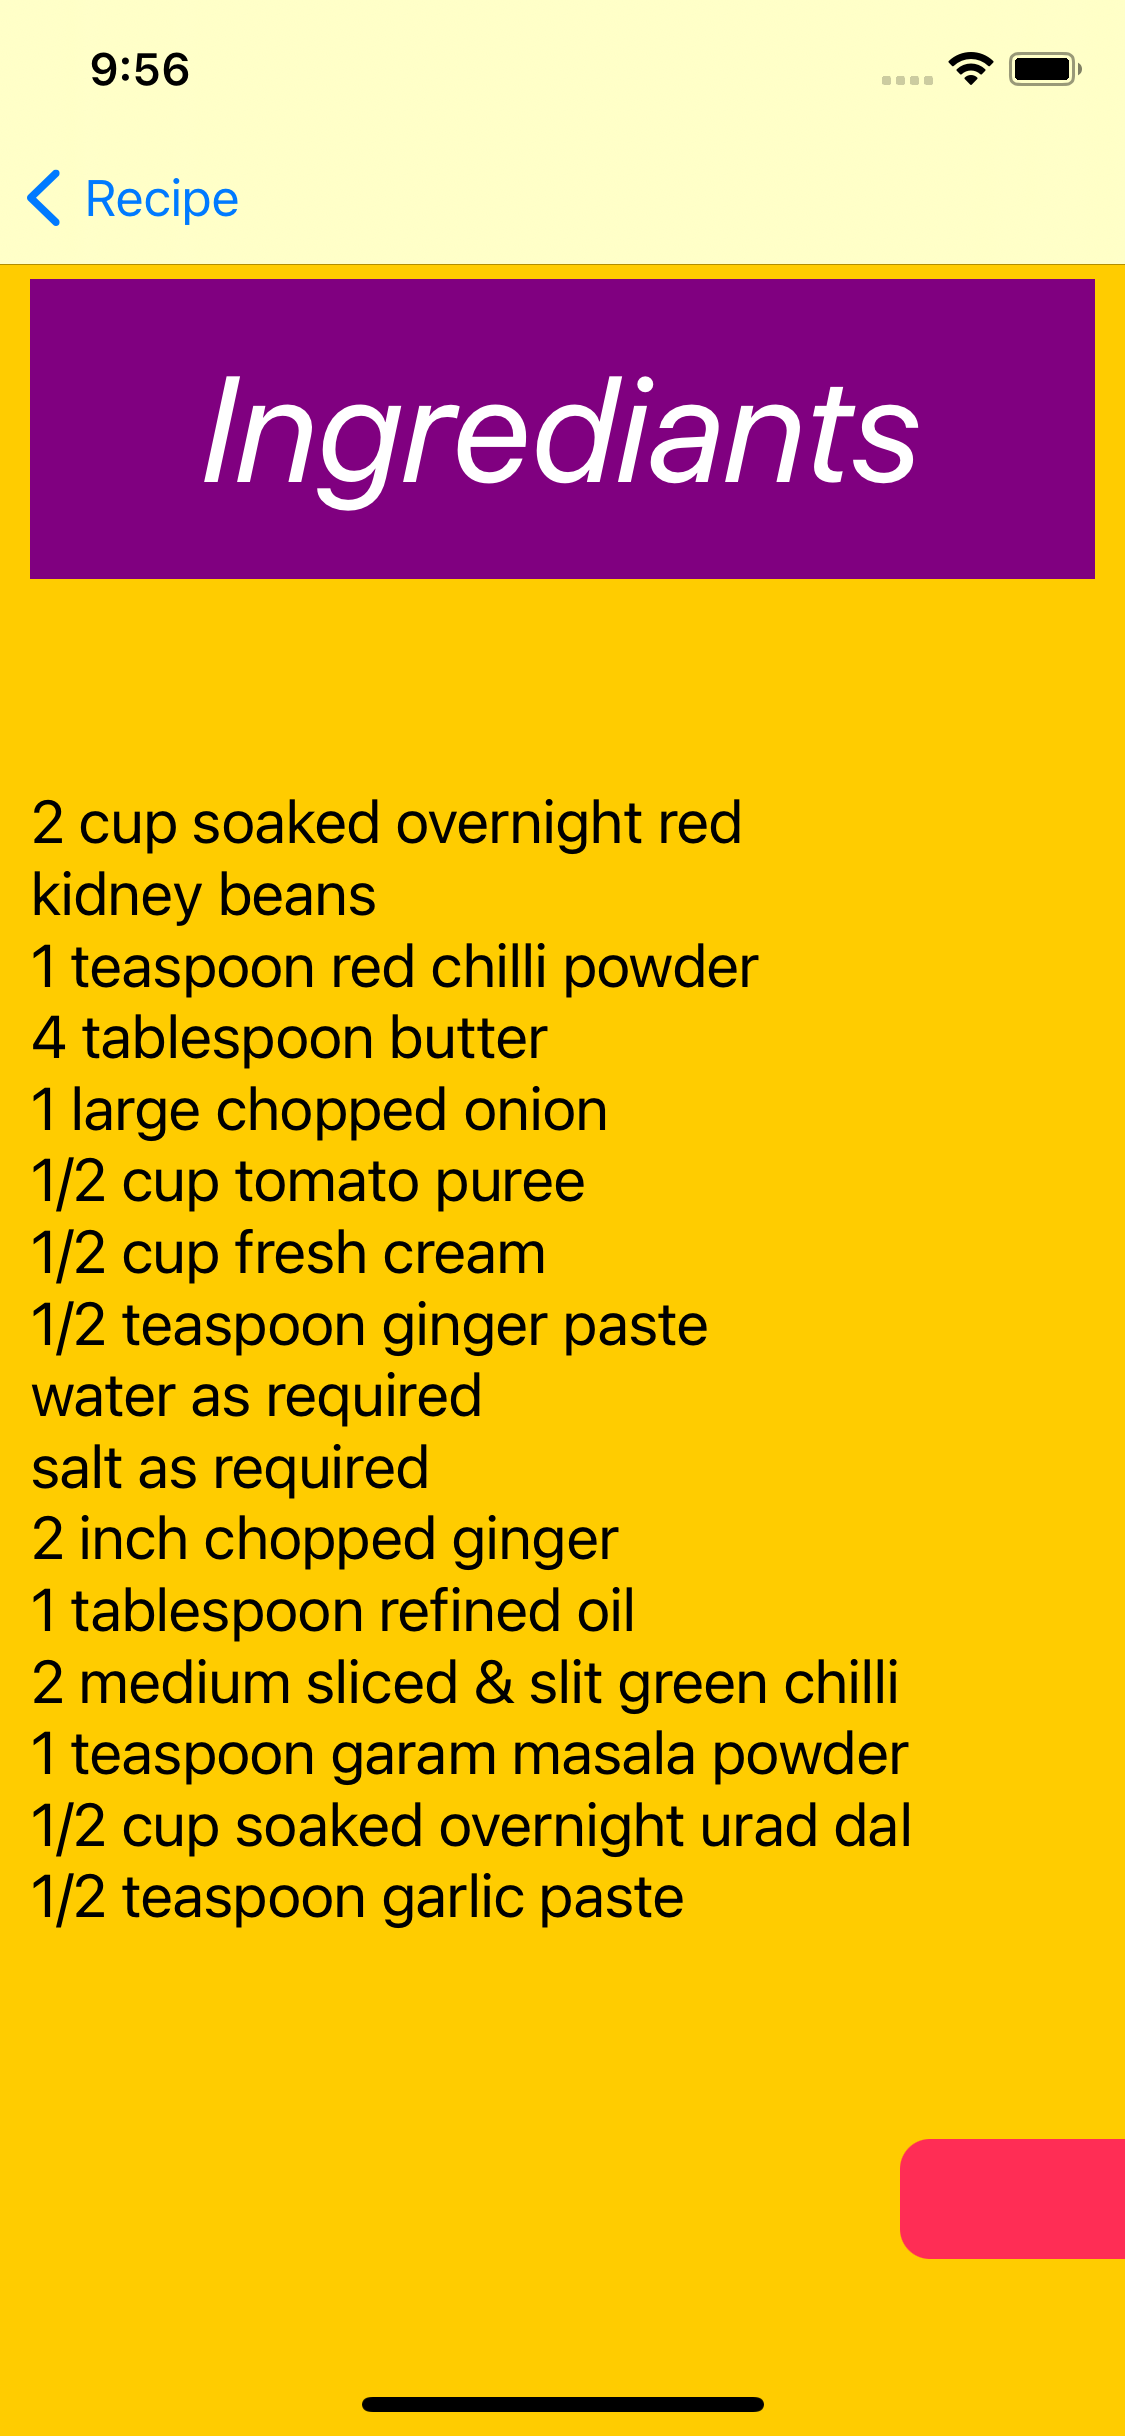 9:56
Recipe
Ingrediants
2 cup soaked overnight red
kidney beans
1 teaspoon red chilli powder
4 tablespoon butter
1 large chopped onion
1/2 cup tomato puree
1/2 cup fresh cream
1/2 teaspoon ginger paste
water as required
salt as required
2 inch chopped ginger
1 tablespoon refined oil
2 medium sliced & slit green chilli
1 teaspoon garam masala powder
1/2 cup soaked overnight urad dal
1/2 teaspoon garlic paste